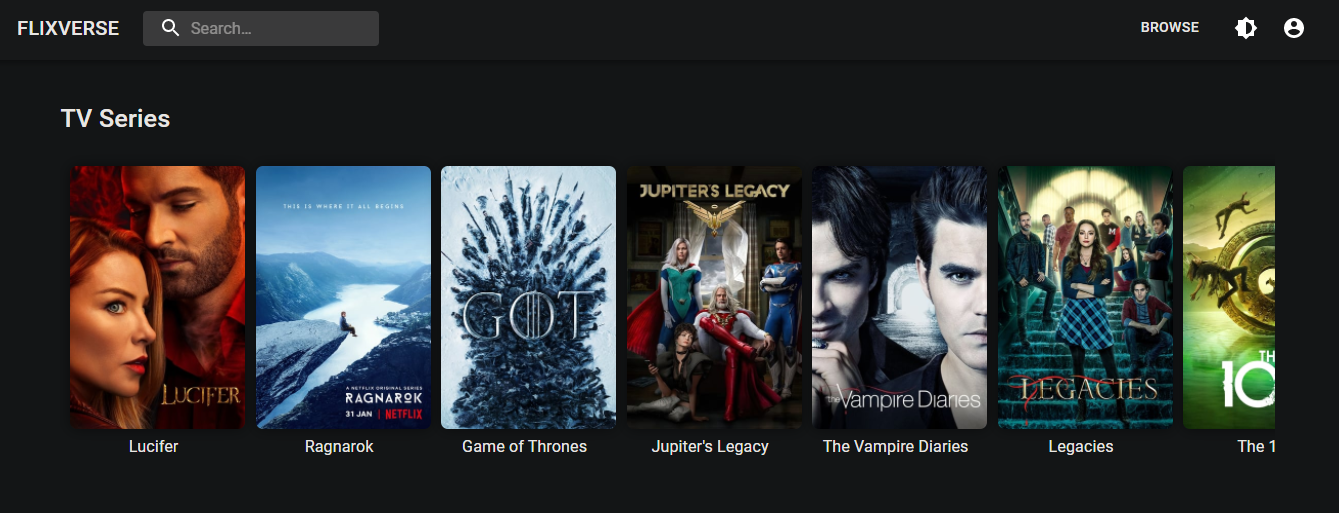 FLIXVERSE
Search…
BROWSE
TV Series
LUCIFER
THIS IS WHERE IT ALL BEGINS
A NETFLIX ORIGINAL SERIES
RAGNAROK
31 JAN | NETFLIX
GOT
JUPITER'S LEGACY
the Vampire Diaries
M
LEGACIES
TH
10
Lucifer
Ragnarok
Game of Thrones
Jupiter's Legacy
The Vampire Diaries
Legacies
The 1